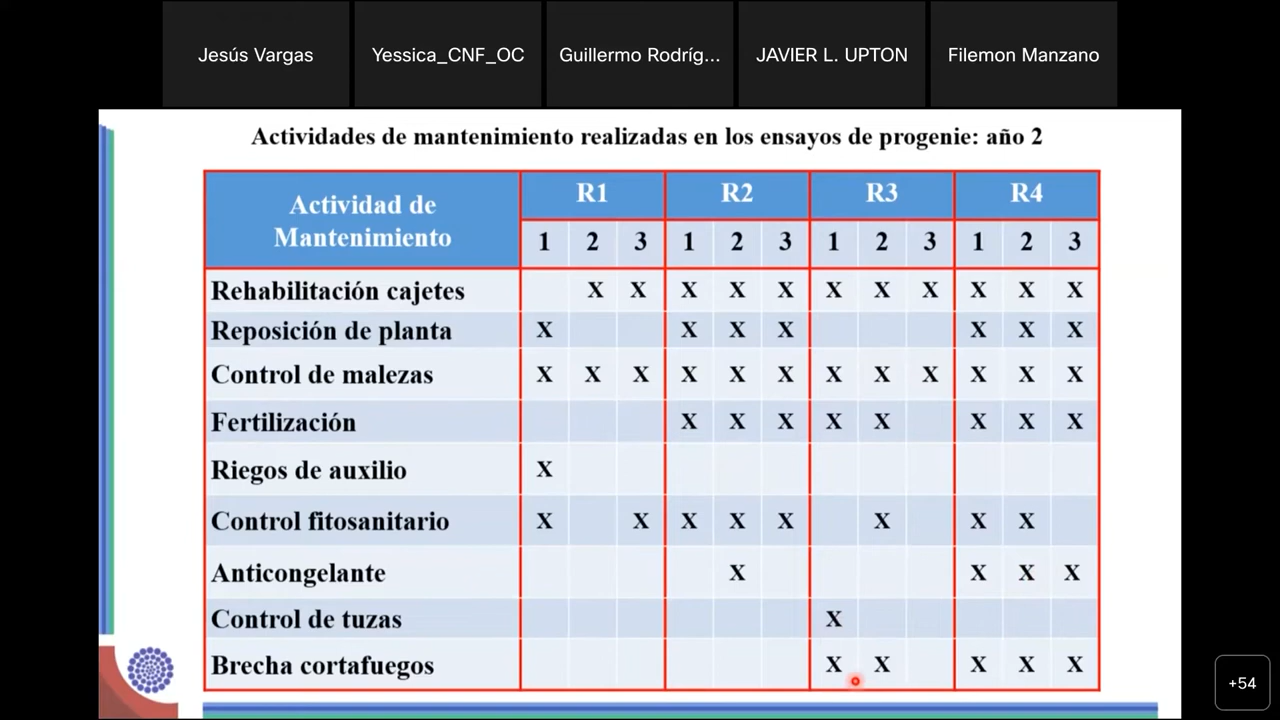 Jesús Vargas
Yessica_CNF_OC
Guillermo Rodríg...
JAVIER L. UPTON
Filemon Manzano
Actividades de mantenimiento realizadas en los ensayos de progenie: año 2
Actividad de Mantenimiento R1 R2 R3 R4
1 2 3 1 2 3 1 2 3 1 2 3
Rehabilitación cajetes X X X X X X X X X X X
Reposición de planta X X X X X X X
Control de malezas X X X X X X X X X X X X
Fertilización X X X X X X X X
Riegos de auxilio X
Control fitosanitario X X X X X X X X
Anticongelante X X X X
Control de tuzas X
Brecha cortafuegos X X X X X
+54